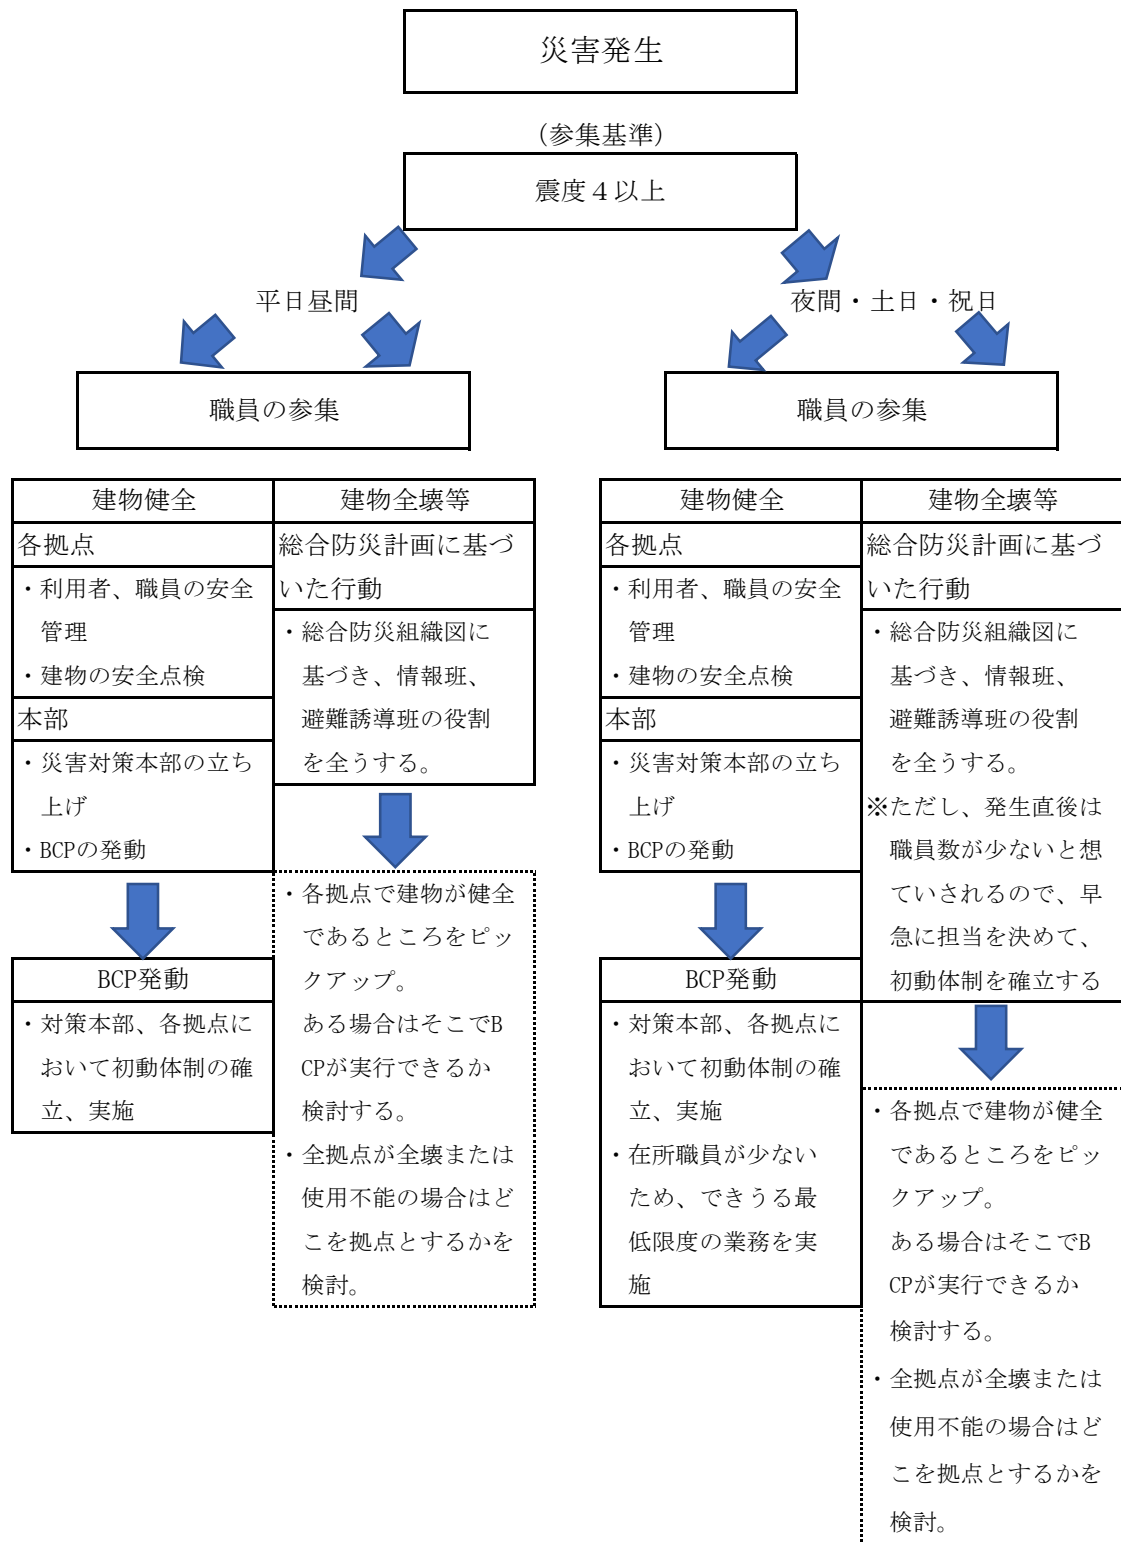 災害発生
（参集基準）
震度４以上
平日昼間
夜間・土日・祝日
職員の参集
職員の参集
建物健全
各拠点
・利用者、職員の安全
管理
・建物の安全点検
本部
・災害対策本部の立ち
上げ
・BCPの発動
BCP発動
・対策本部、各拠点に
おいて初動体制の確
立、実施
建物全壊等
総合防災計画に基づ
いた行動
・総合防災組織図に
基づき、情報班、
避難誘導班の役割
を全うする。
・各拠点で建物が健全
であるところをピッ
クアップ。
ある場合はそこでB
CPが実行できるか
検討する。
・全拠点が全壊または
使用不能の場合はど
こを拠点とするかを
検討。
建物健全
各拠点
・利用者、職員の安全
管理
・建物の安全点検
本部
・災害対策本部の立ち
上げ
・BCPの発動
BCP発動
・対策本部、各拠点に
おいて初動体制の確
立、実施
・在所職員が少ない
ため、できうる最
低限度の業務を実
施
建物全壊等
総合防災計画に基づ
いた行動
・総合防災組織図に
基づき、情報班、
避難誘導班の役割
を全うする。
※ただし、発生直後は
職員数が少ないと想
ていされるので、早
急に担当を決めて、
初動体制を確立する
・各拠点で建物が健全
であるところをピッ
クアップ。
ある場合はそこでB
CPが実行できるか
検討する。
・全拠点が全壊または
使用不能の場合はど
こを拠点とするかを
検討。